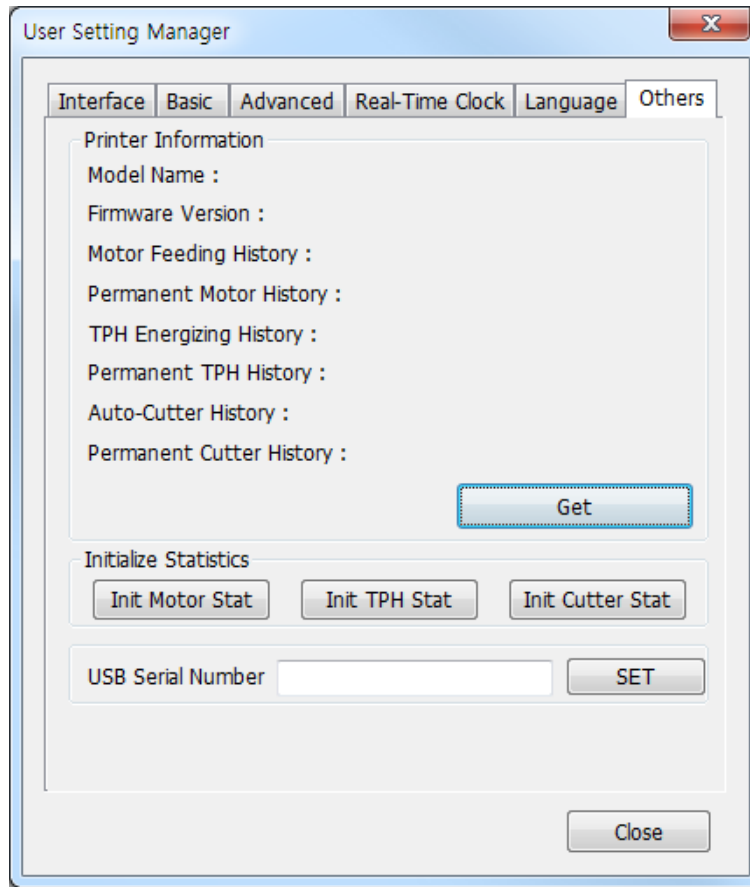 User Setting Manager
Interface Basic Advanced Real-Time Clock Language Others
Printer Information
Model Name :
Firmware Version :
Motor Feeding History :
Permanent Motor History :
TPH Energizing History :
Permanent TPH History :
Auto-Cutter History :
Permanent Cutter History :
Get
Initialize Statistics
Init Motor Stat Init TPH Stat Init Cutter Stat
USB Serial Number SET
Close